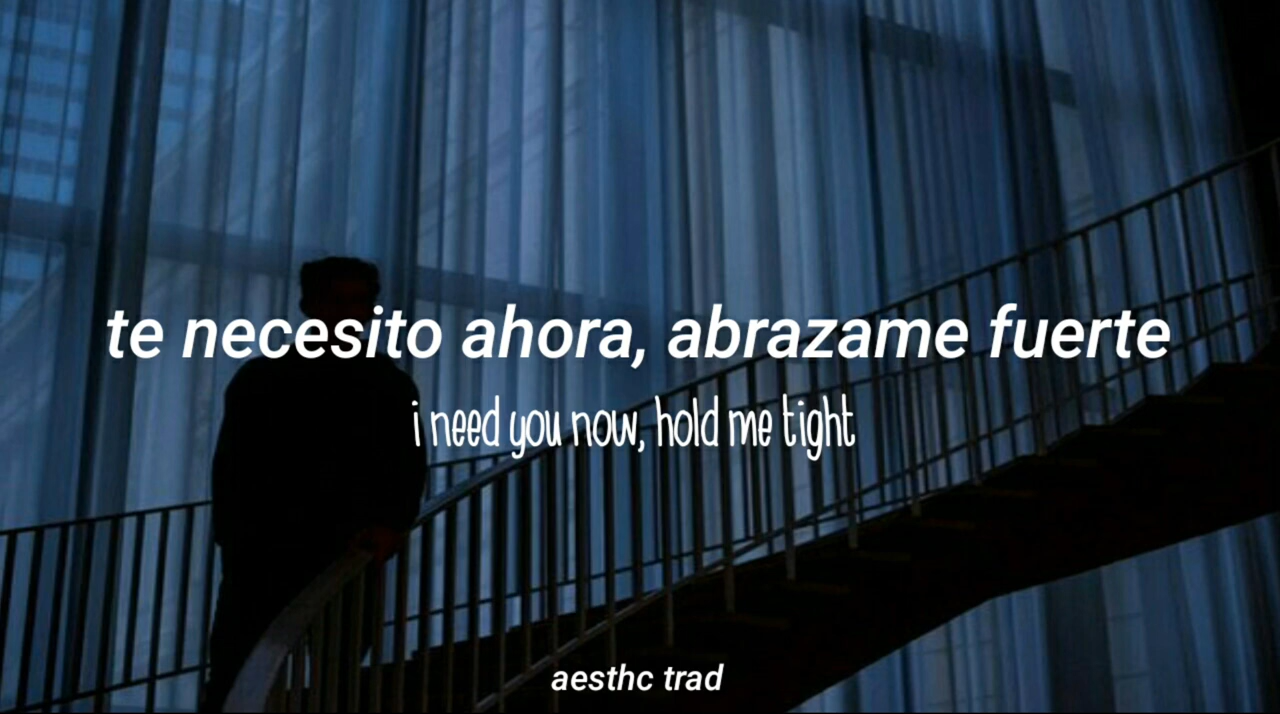 te necesito ahora, abrazame fuerte
i need you now, hold me tight
aesthc trad